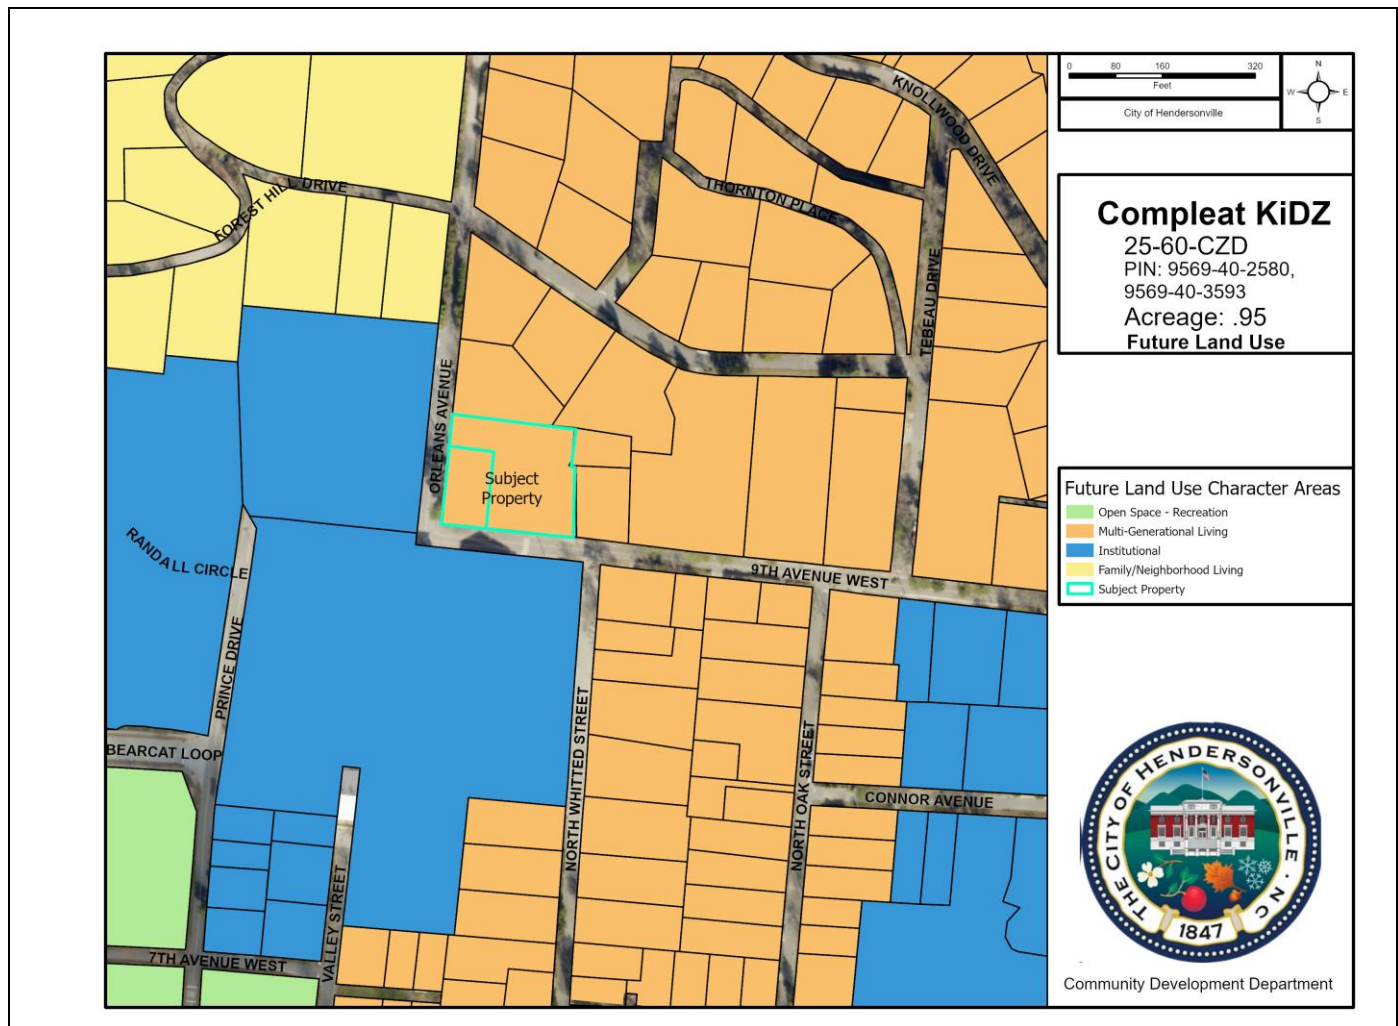 0 80 160 320
Feet
City of Hendersonville
N
W E
S
Compleat KiDZ
25-60-CZD
PIN: 9569-40-2580,
9569-40-3593
Acreage: .95
Future Land Use
Future Land Use Character Areas
Open Space - Recreation
Multi-Generational Living
Institutional
Family/Neighborhood Living
Subject Property
KNOLLWOOD DRIVE
FOREST HILL DRIVE
THORNTON PLACE
TEBEAU DRIVE
ORLEANS AVENUE
Subject
Property
RANDALL CIRCLE
9TH AVENUE WEST
PRINCE DRIVE
NORTH WHITTED STREET
NORTH OAK STREET
BEARCAT LOOP
CONNOR AVENUE
VALLEY STREET
7TH AVENUE WEST
THE CITY OF HENDERSONVILLE · NC
1847
Community Development Department